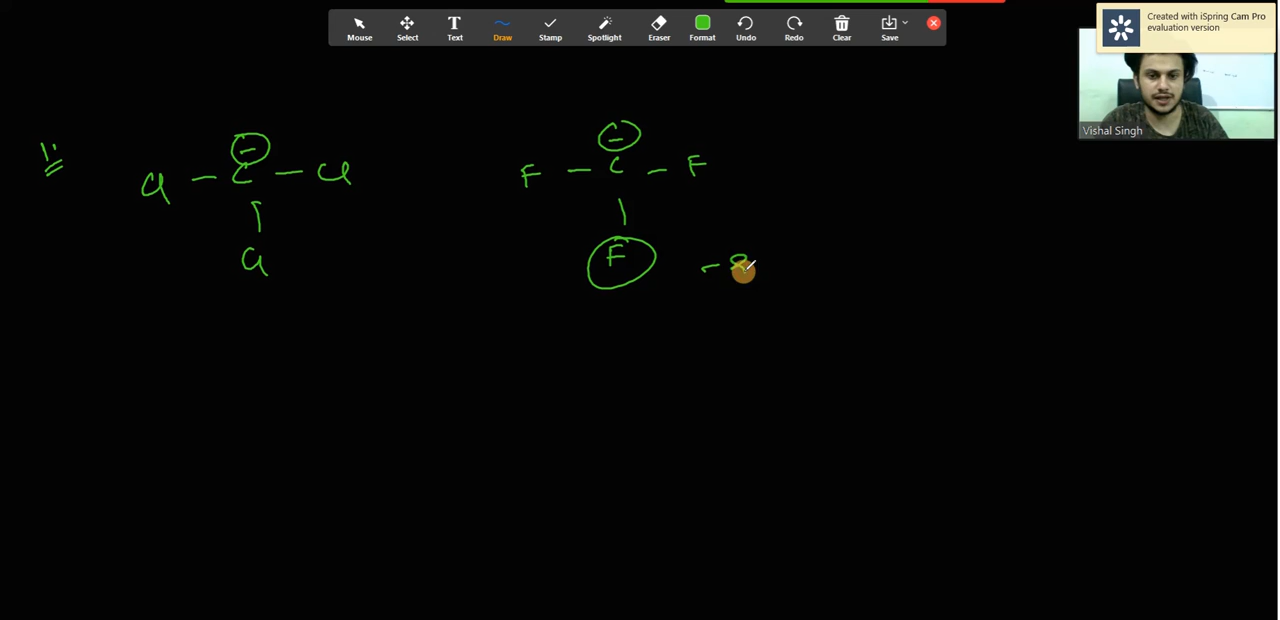 Created with iSpring Cam Pro
evaluation version
Mouse Select Text Draw Stamp Spotlight Eraser Format Undo Redo Clear Save
Vishal Singh
1:
Cl - C - Cl
Cl
F - C - F
F